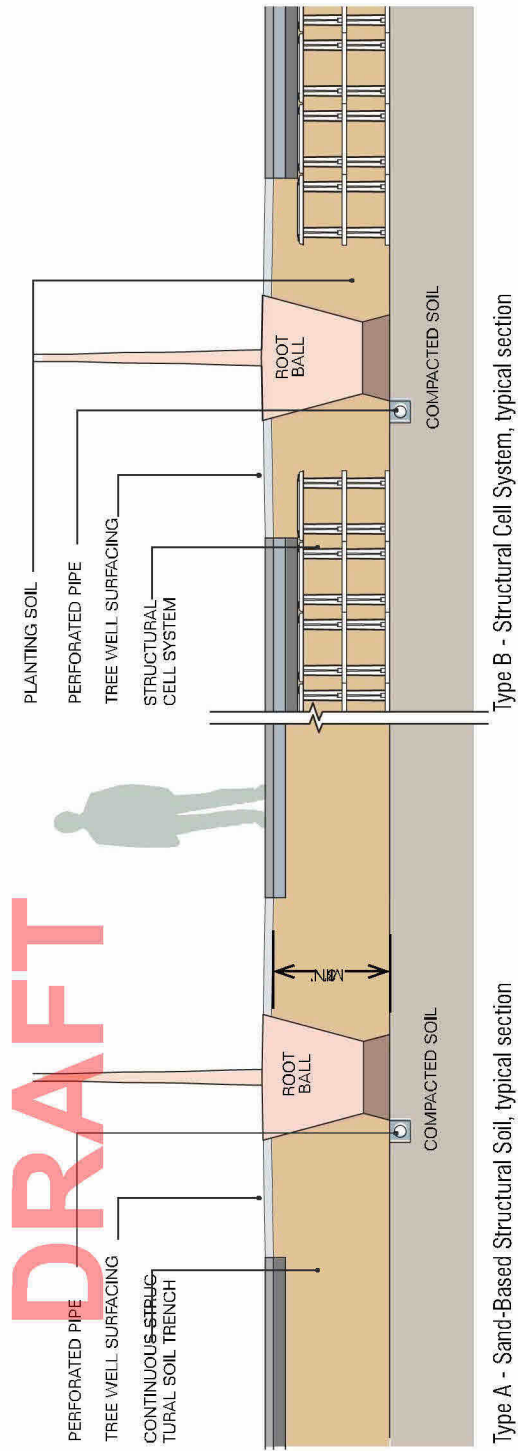 DRAFT
PERFORATED PIPE
TREE WELL SURFACING
CONTINUOUS STRUC
TURAL SOIL TRENCH
ROOT
BALL
MIN.
COMPACTED SOIL
Type A - Sand-Based Structural Soil, typical section
PLANTING SOIL
PERFORATED PIPE
TREE WELL SURFACING
STRUCTURAL
CELL SYSTEM
ROOT
BALL
COMPACTED SOIL
Type B - Structural Cell System, typical section